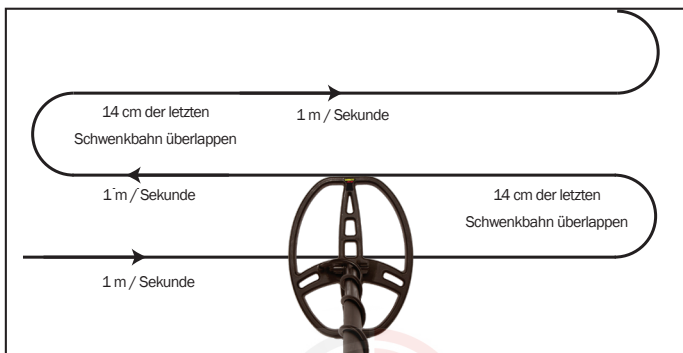 14 cm der letzten
Schwenkbahn überlappen
1 m / Sekunde
1 m / Sekunde
14 cm der letzten
Schwenkbahn überlappen
1 m / Sekunde